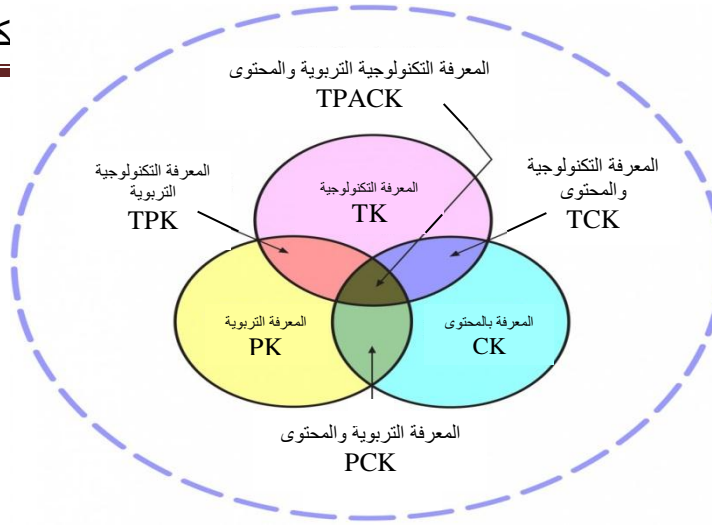 المعرفة التكنولوجية التربوية والمحتوى
TPACK
المعرفة التكنولوجية
والمحتوى
TCK
المعرفة التكنولوجية
TK
المعرفة التكنولوجية
التربوية
TPK
المعرفة بالمحتوى
CK
المعرفة التربوية
PK
المعرفة التربوية والمحتوى
PCK